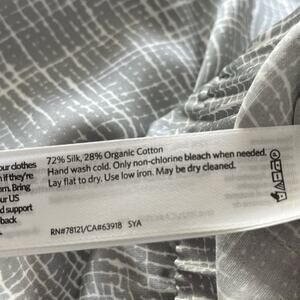 our clothes
n if they're
om. Bring
our US
d support
back
72% Silk, 28% Organic Cotton
Hand wash cold. Only non-chlorine bleach when needed.
Lay flat to dry. Use low iron. May be dry cleaned.
RN#78121/CA#63918 SYA